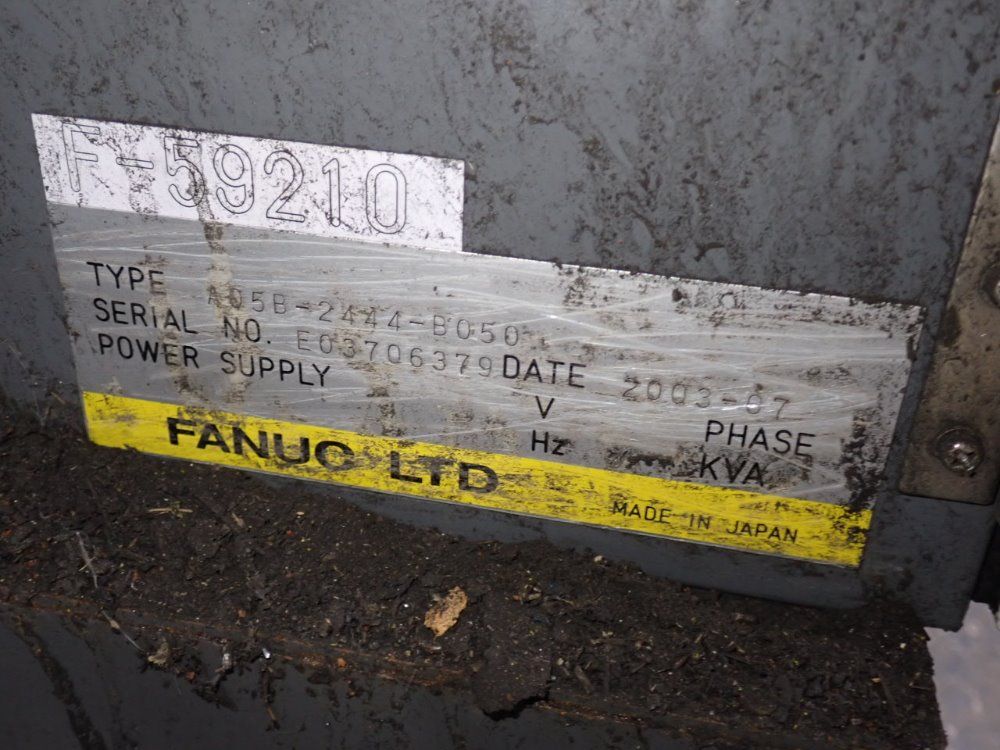 F-59210
TYPE A05B-2444-B050
SERIAL NO. E03706379 DATE 2003-07
POWER SUPPLY V PHASE
Hz KVA
FANUC LTD MADE IN JAPAN